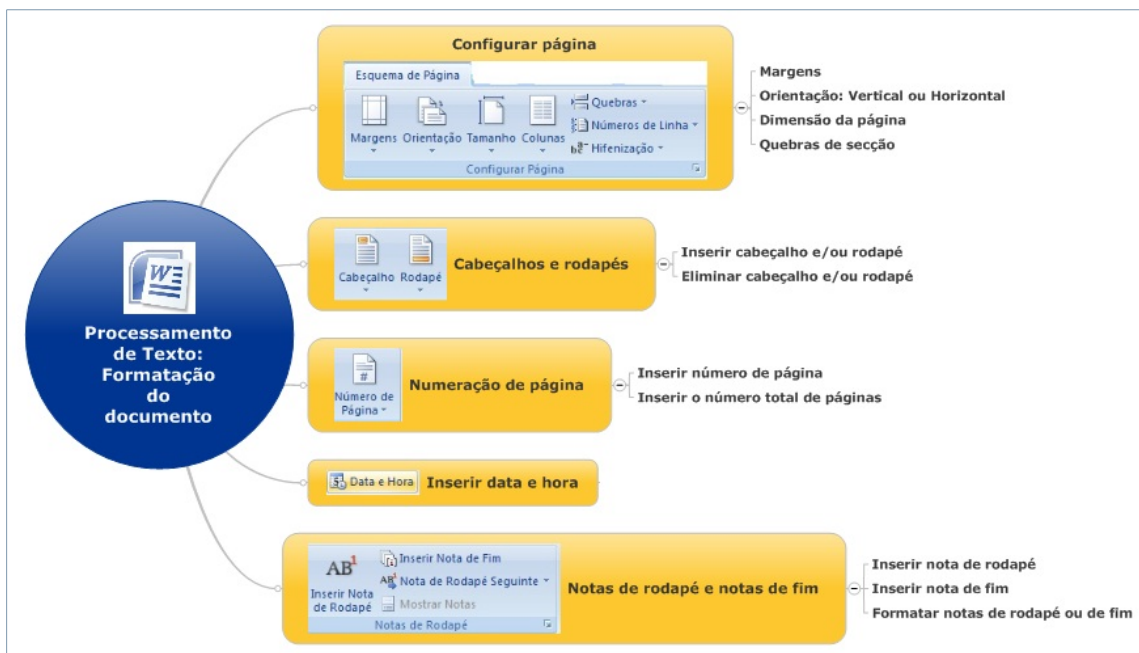 Configurar página
Esquema de Página
Margens
Orientação
Tamanho
Colunas
Quebras
Números de Linha
Hifenização
Configurar Página
Margens
Orientação: Vertical ou Horizontal
Dimensão da página
Quebras de secção
Processamento
de Texto:
Formatação
do
documento
Cabeçalho
Rodapé
Cabeçalhos e rodapés
Inserir cabeçalho e/ou rodapé
Eliminar cabeçalho e/ou rodapé
Número de
Página
Numeração de página
Inserir número de página
Inserir o número total de páginas
Data e Hora
Inserir data e hora
AB1
Inserir Nota
de Rodapé
Inserir Nota de Fim
Nota de Rodapé Seguinte
Mostrar Notas
Notas de Rodapé
Notas de rodapé e notas de fim
Inserir nota de rodapé
Inserir nota de fim
Formatar notas de rodapé ou de fim